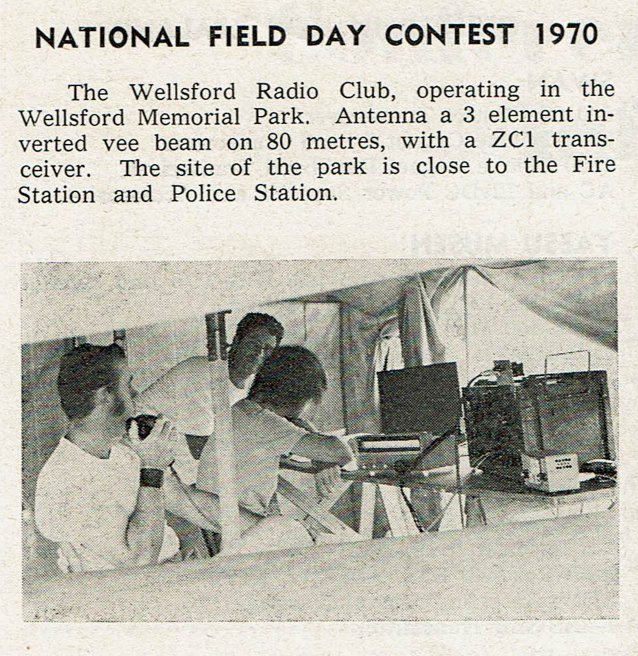 NATIONAL FIELD DAY CONTEST 1970
The Wellsford Radio Club, operating in the
Wellsford Memorial Park. Antenna a 3 element in-
verted vee beam on 80 metres, with a ZC1 trans-
ceiver. The site of the park is close to the Fire
Station and Police Station.